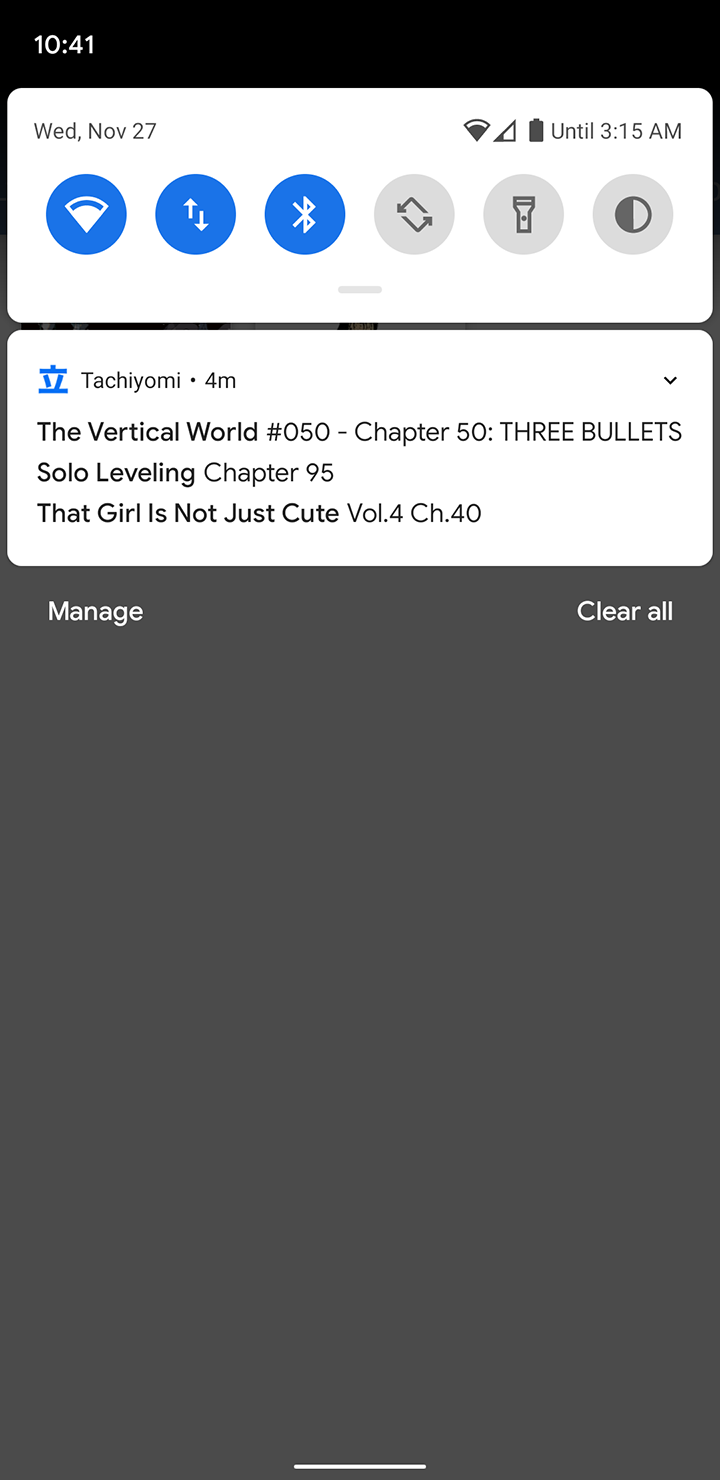 10:41
Wed, Nov 27 Until 3:15 AM
立 Tachiyomi • 4m
The Vertical World #050 - Chapter 50: THREE BULLETS
Solo Leveling Chapter 95
That Girl Is Not Just Cute Vol.4 Ch.40
Manage Clear all